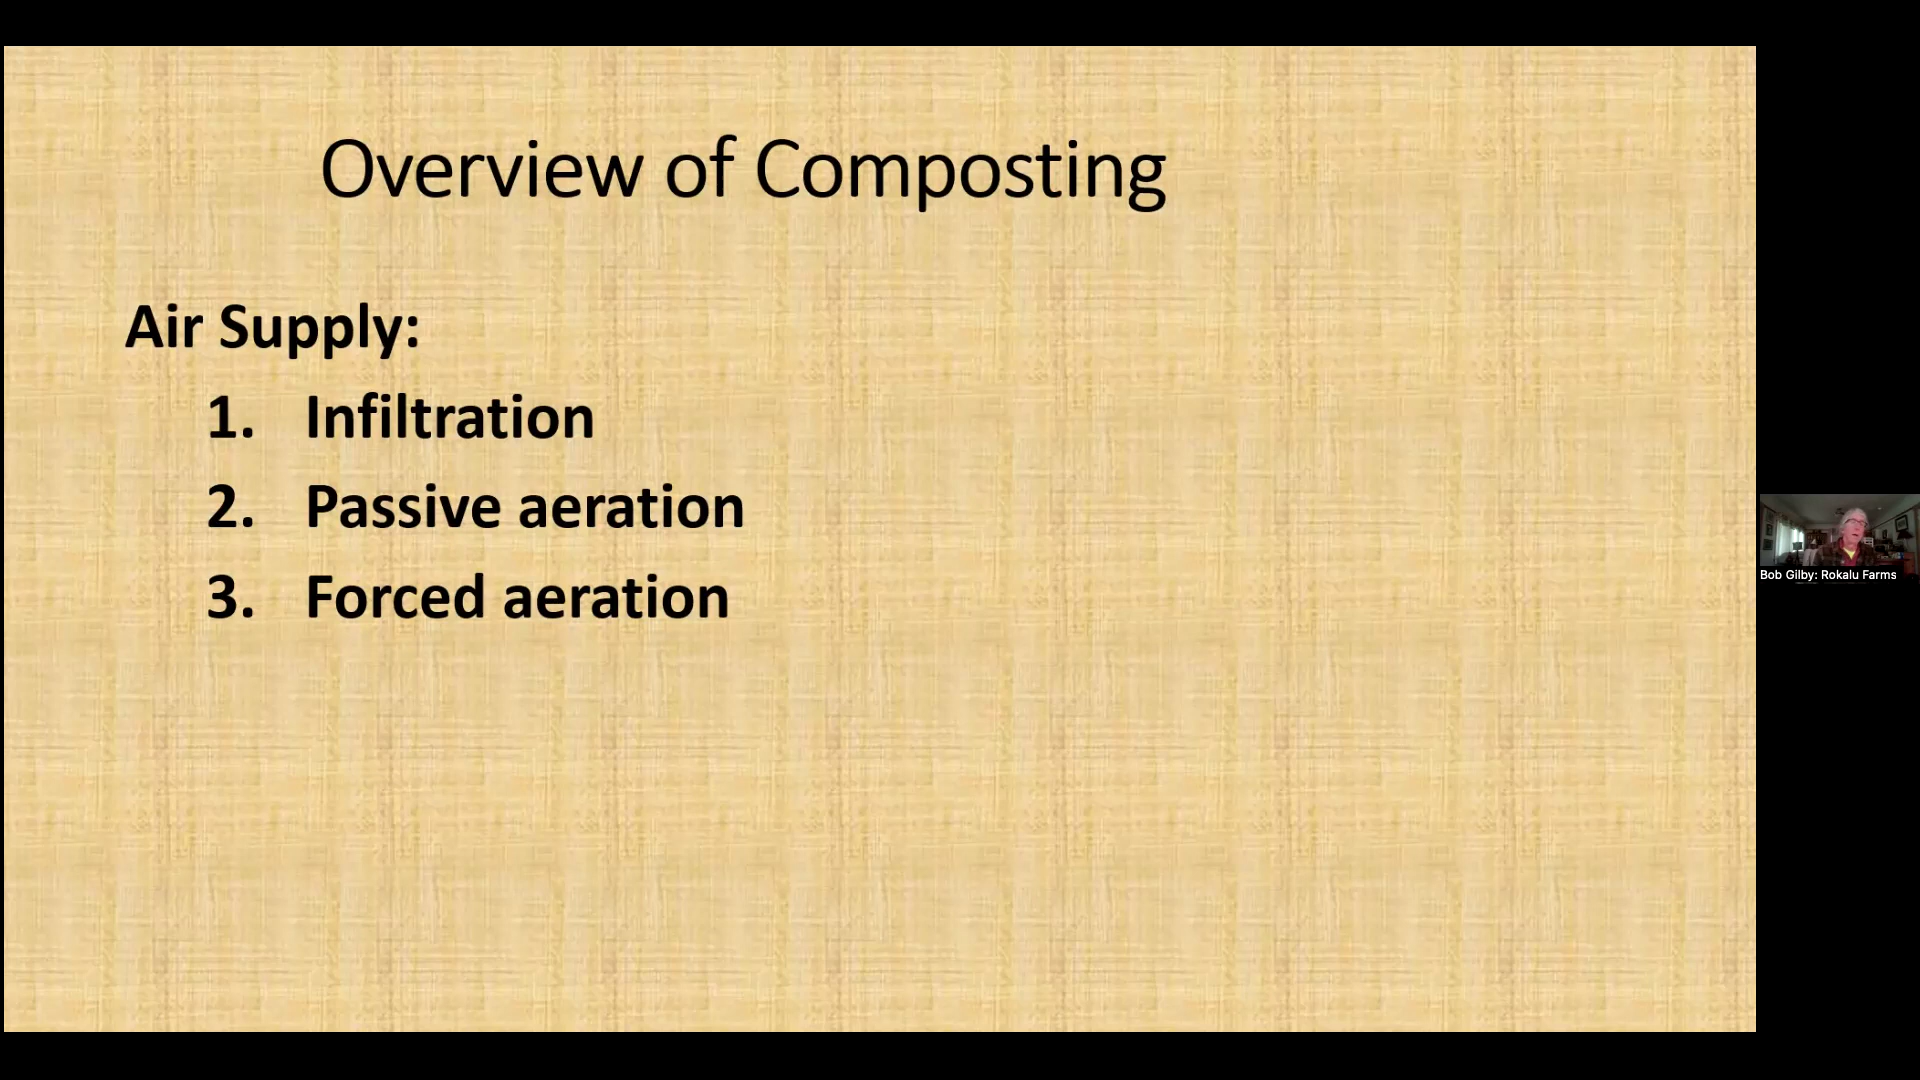 Overview of Composting
Air Supply:
1. Infiltration
2. Passive aeration
3. Forced aeration
Bob Gilby: Rokalu Farms